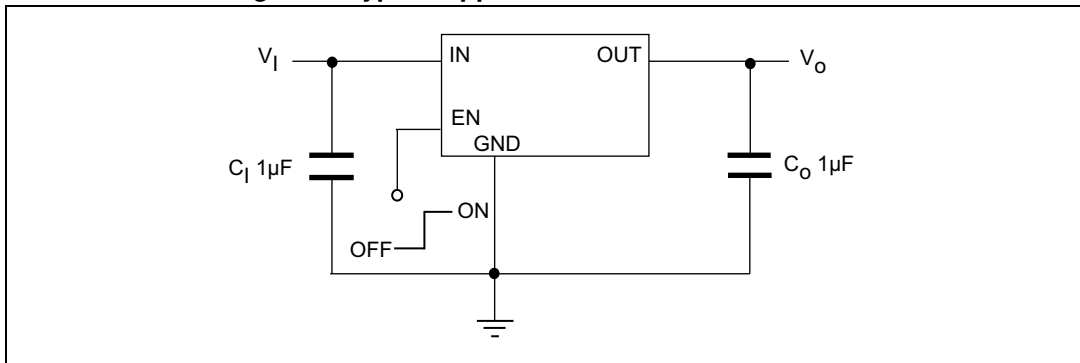 V_I
IN
OUT
V_o
EN
GND
C_I 1µF
C_o 1µF
ON
OFF